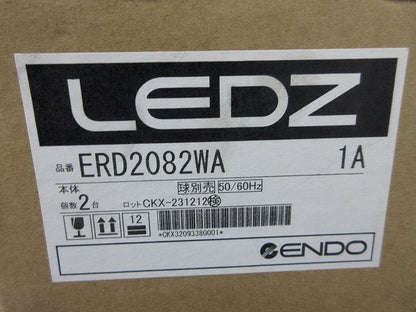 LEDZ
品番 ERD2082WA 1A
本体 球別売 50/60Hz
個数 2 台 ロット CKX-231212 検
12
*CKX32093380001*
ENDO